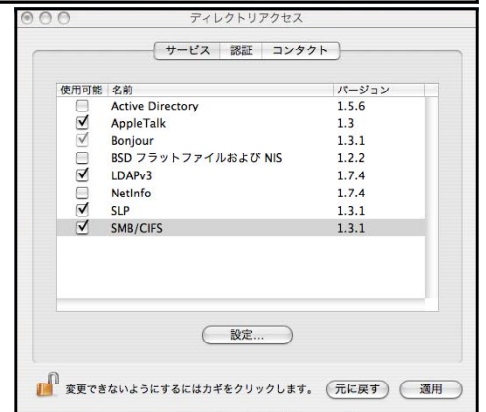 ディレクトリアクセス
サービス 認証 コンタクト
使用可能 名前 バージョン
Active Directory 1.5.6
AppleTalk 1.3
Bonjour 1.3.1
BSD フラットファイルおよび NIS 1.2.2
LDAPv3 1.7.4
NetInfo 1.7.4
SLP 1.3.1
SMB/CIFS 1.3.1
設定...
変更できないようにするにはカギをクリックします。 元に戻す 適用